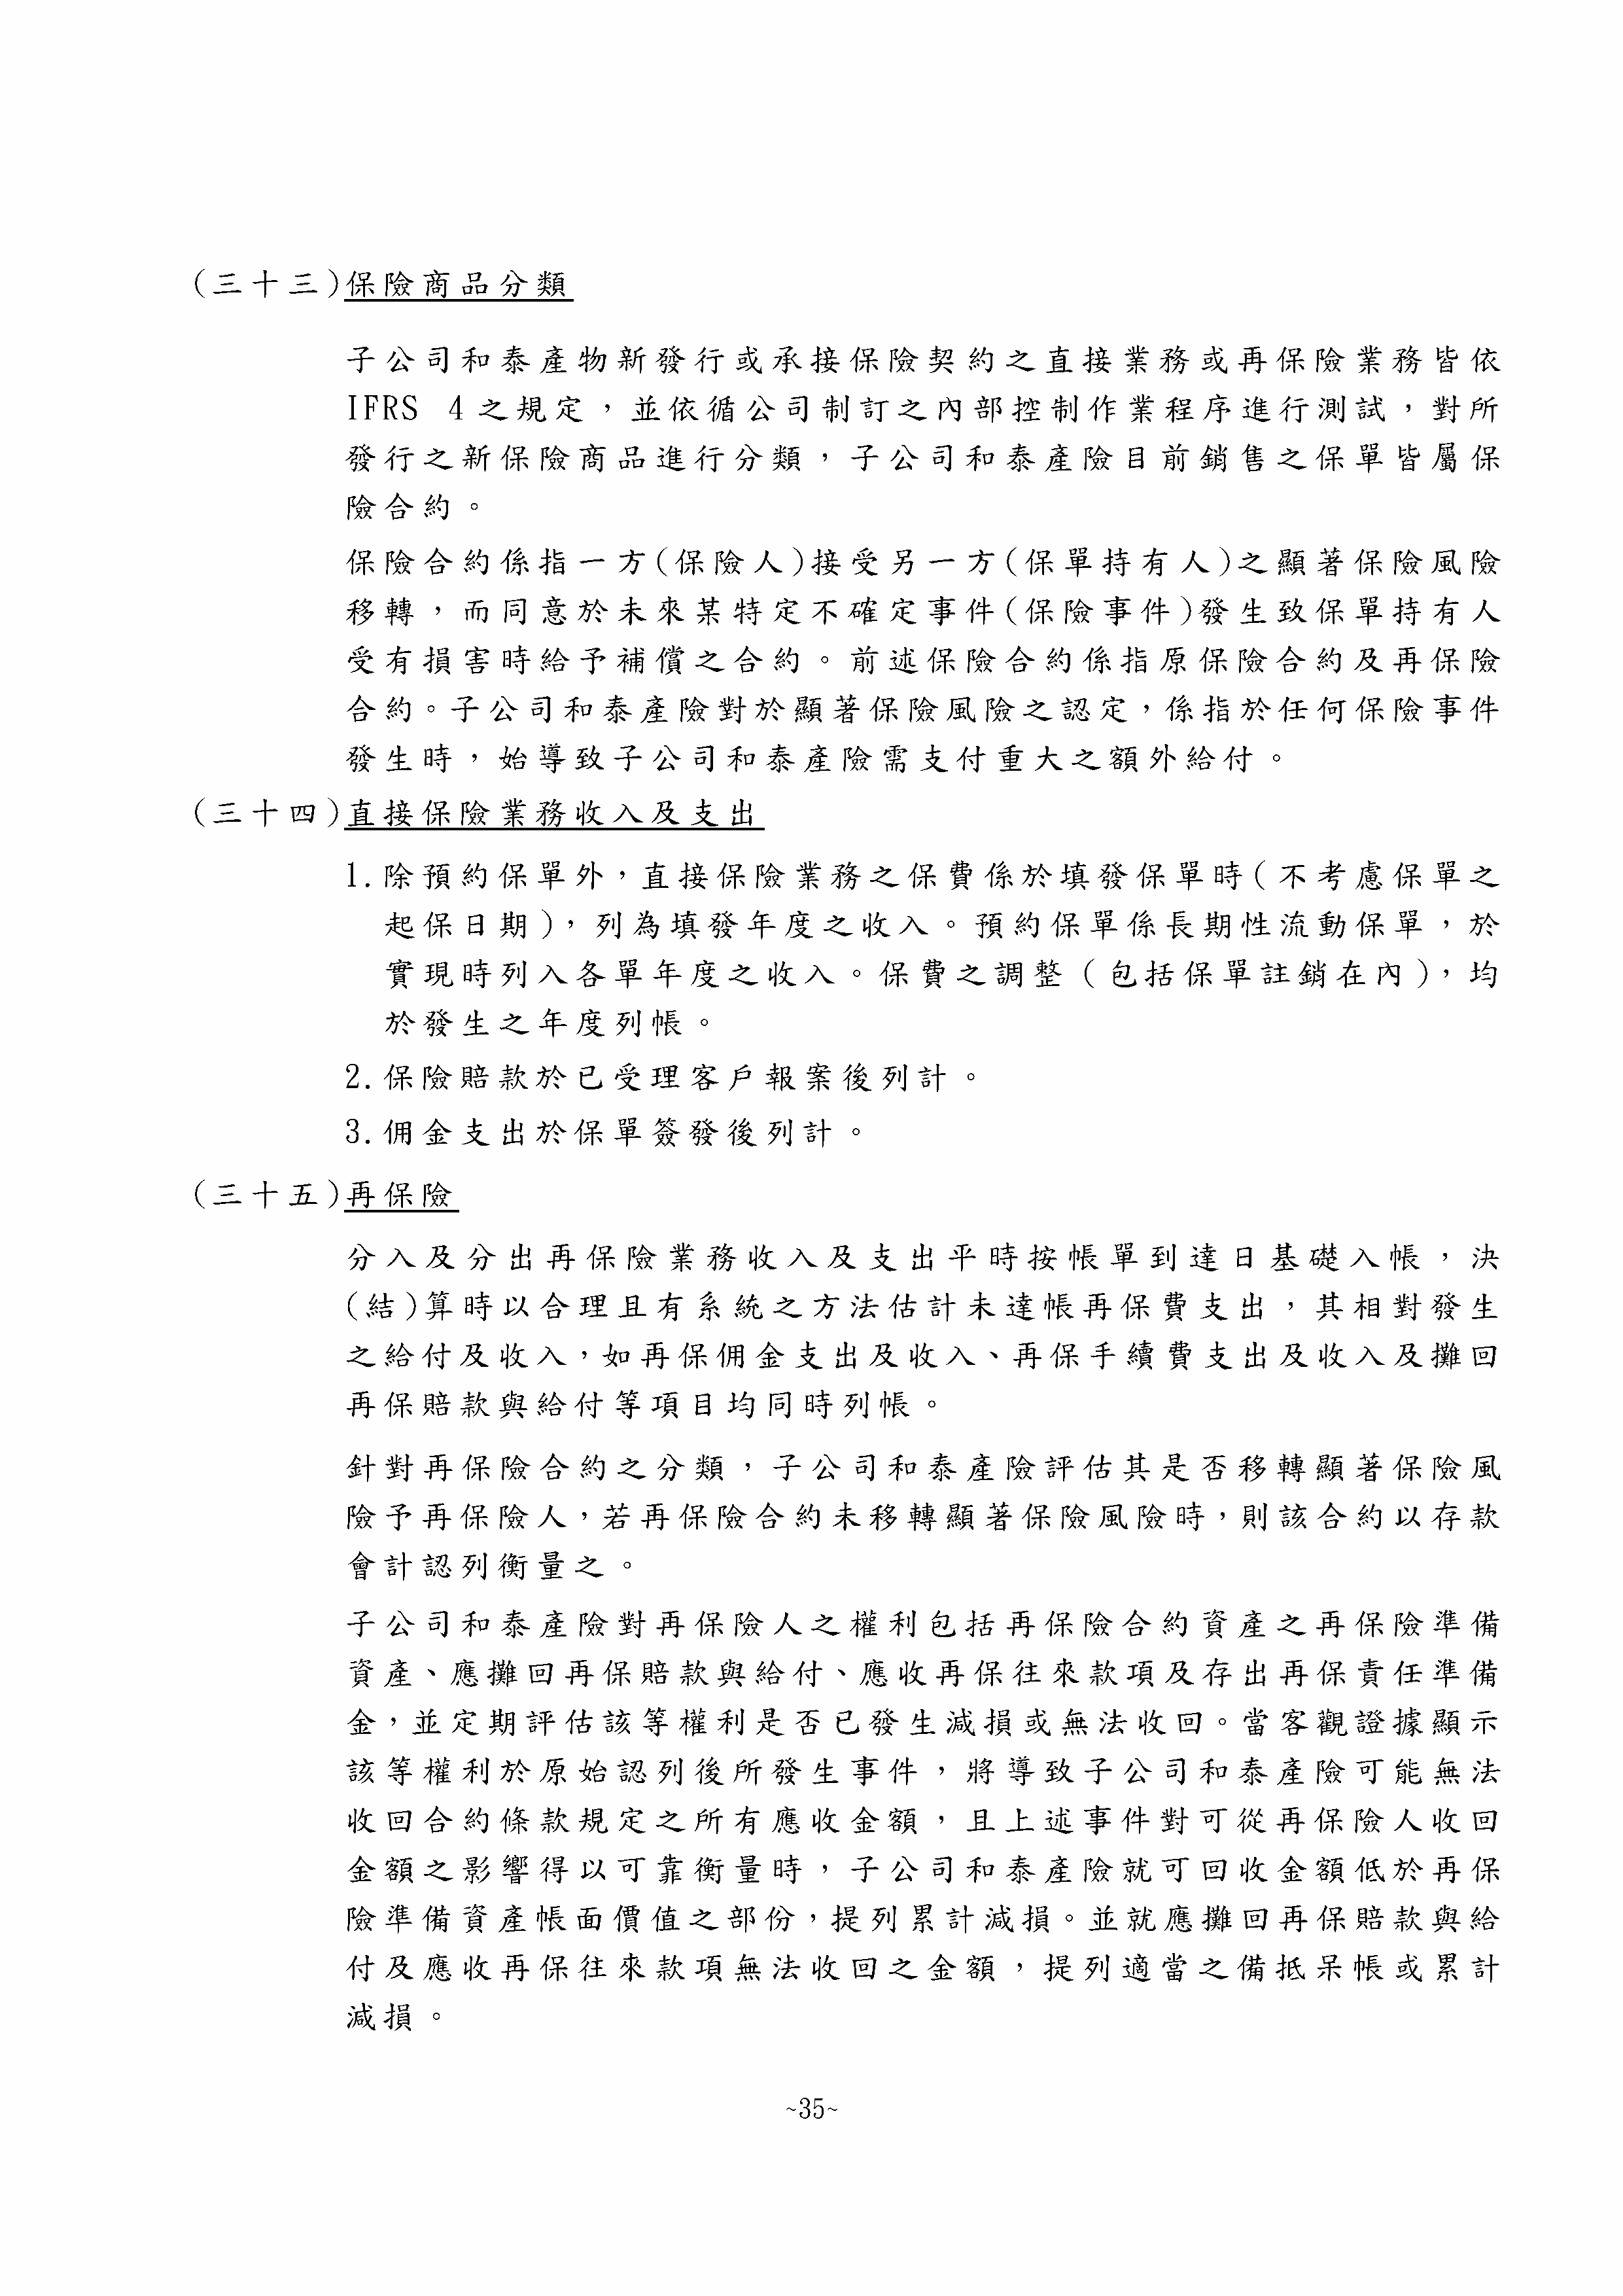 (三十三)保險商品分類
子公司和泰產物新發行或承接保險契約之直接業務或再保險業務皆依
IFRS 4之規定，並依循公司制訂之內部控制作業程序進行測試，對所
發行之新保險商品進行分類，子公司和泰產險目前銷售之保單皆屬保
險合約。
保險合約係指一方(保險人)接受另一方(保單持有人)之顯著保險風險
移轉，而同意於未來某特定不確定事件(保險事件)發生致保單持有人
受有損害時給予補償之合約。前述保險合約係指原保險合約及再保險
合約。子公司和泰產險對於顯著保險風險之認定，係指於任何保險事件
發生時，始導致子公司和泰產險需支付重大之額外給付。
(三十四)直接保險業務收入及支出
1.除預約保單外，直接保險業務之保費係於填發保單時(不考慮保單之
起保日期)，列為填發年度之收入。預約保單係長期性流動保單，於
實現時列入各單年度之收入。保費之調整(包括保單註銷在內)，均
於發生之年度列帳。
2.保險賠款於已受理客戶報案後列計。
3.佣金支出於保單簽發後列計。
(三十五)再保險
分入及分出再保險業務收入及支出平時按帳單到達日基礎入帳，決
(結)算時以合理且有系統之方法估計未達帳再保費支出，其相對發生
之給付及收入，如再保佣金支出及收入、再保手續費支出及收入及攤回
再保賠款與給付等項目均同時列帳。
針對再保險合約之分類，子公司和泰產險評估其是否移轉顯著保險風
險予再保險人，若再保險合約未移轉顯著保險風險時，則該合約以存款
會計認列衡量之。
子公司和泰產險對再保險人之權利包括再保險合約資產之再保險準備
資產、應攤回再保賠款與給付、應收再保往來款項及存出再保責任準備
金，並定期評估該等權利是否已發生減損或無法收回。當客觀證據顯示
該等權利於原始認列後所發生事件，將導致子公司和泰產險可能無法
收回合約條款規定之所有應收金額，且上述事件對可從再保險人收回
金額之影響得以可靠衡量時，子公司和泰產險就可回收金額低於再保
險準備資產帳面價值之部份，提列累計減損。並就應攤回再保賠款與給
付及應收再保往來款項無法收回之金額，提列適當之備抵呆帳或累計
減損。
~35~